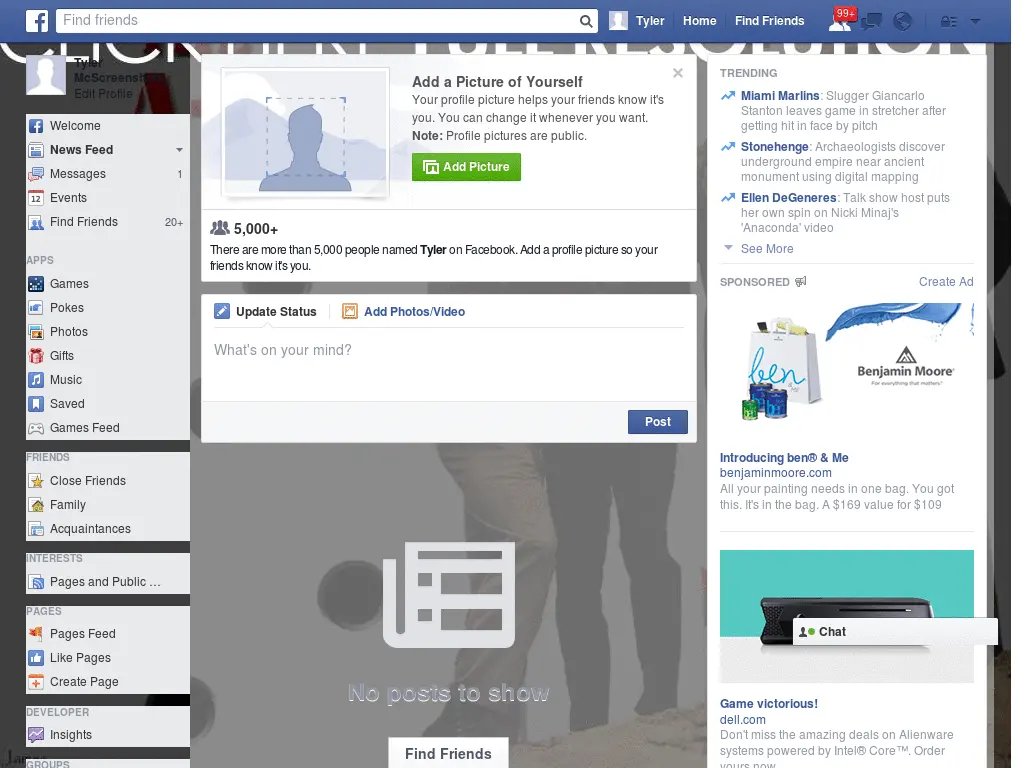 Find friends
Tyler
Home
Find Friends
99+
CLICK HERE FULL RESOLUTION
Tyler
Edit Profile
Welcome
News Feed
Messages 1
12 Events
Find Friends 20+
APPS
Games
Pokes
Photos
Gifts
Music
Saved
Games Feed
FRIENDS
Close Friends
Family
Acquaintances
INTERESTS
Pages and Public ...
PAGES
Pages Feed
Like Pages
Create Page
DEVELOPER
Insights
GROUPS
Add a Picture of Yourself
Your profile picture helps your friends know it's
you. You can change it whenever you want.
Note: Profile pictures are public.
Add Picture
5,000+
There are more than 5,000 people named Tyler on Facebook. Add a profile picture so your
friends know it's you.
Update Status
Add Photos/Video
What's on your mind?
Post
No posts to show
Find Friends
TRENDING
Miami Marlins: Slugger Giancarlo
Stanton leaves game in stretcher after
getting hit in face by pitch
Stonehenge: Archaeologists discover
underground empire near ancient
monument using digital mapping
Ellen DeGeneres: Talk show host puts
her own spin on Nicki Minaj's
'Anaconda' video
See More
SPONSORED
Create Ad
ben
Benjamin Moore®
For everything that matters.®
Introducing ben® & Me
benjaminmoore.com
All your painting needs in one bag. You got
this. It's in the bag. A $169 value for $109
Chat
Game victorious!
dell.com
Don't miss the amazing deals on Alienware
systems powered by Intel® Core™. Order
yours now